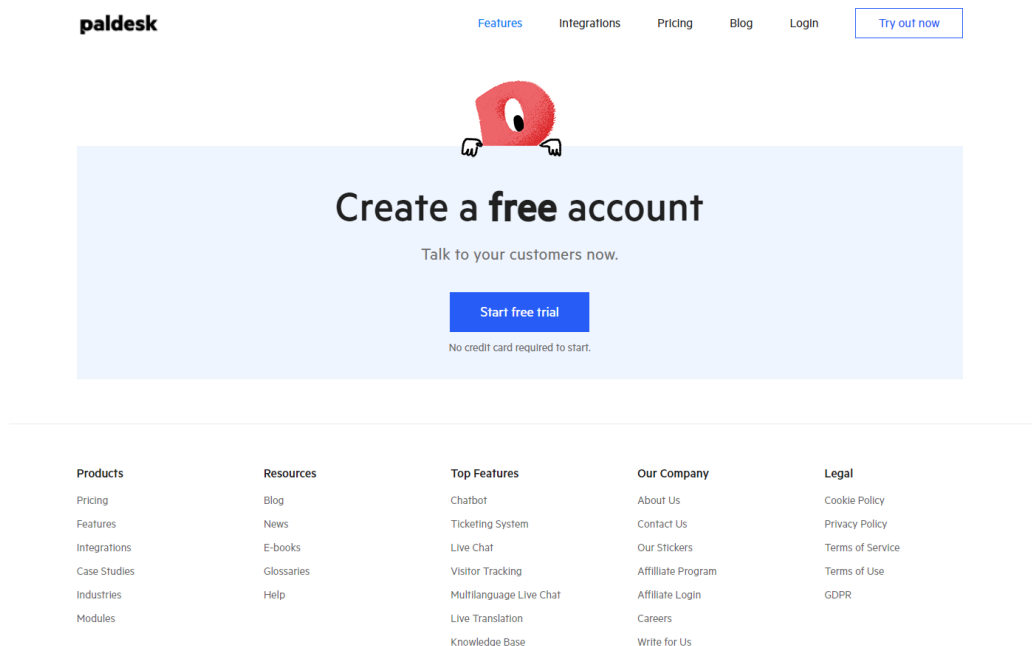 paldesk
Features Integrations Pricing Blog Login Try out now
Create a free account
Talk to your customers now.
Start free trial
No credit card required to start.
Products
Pricing
Features
Integrations
Case Studies
Industries
Modules
Resources
Blog
News
E-books
Glossaries
Help
Top Features
Chatbot
Ticketing System
Live Chat
Visitor Tracking
Multilanguage Live Chat
Live Translation
Knowledge Base
Our Company
About Us
Contact Us
Our Stickers
Affilliate Program
Affiliate Login
Careers
Write for Us
Legal
Cookie Policy
Privacy Policy
Terms of Service
Terms of Use
GDPR